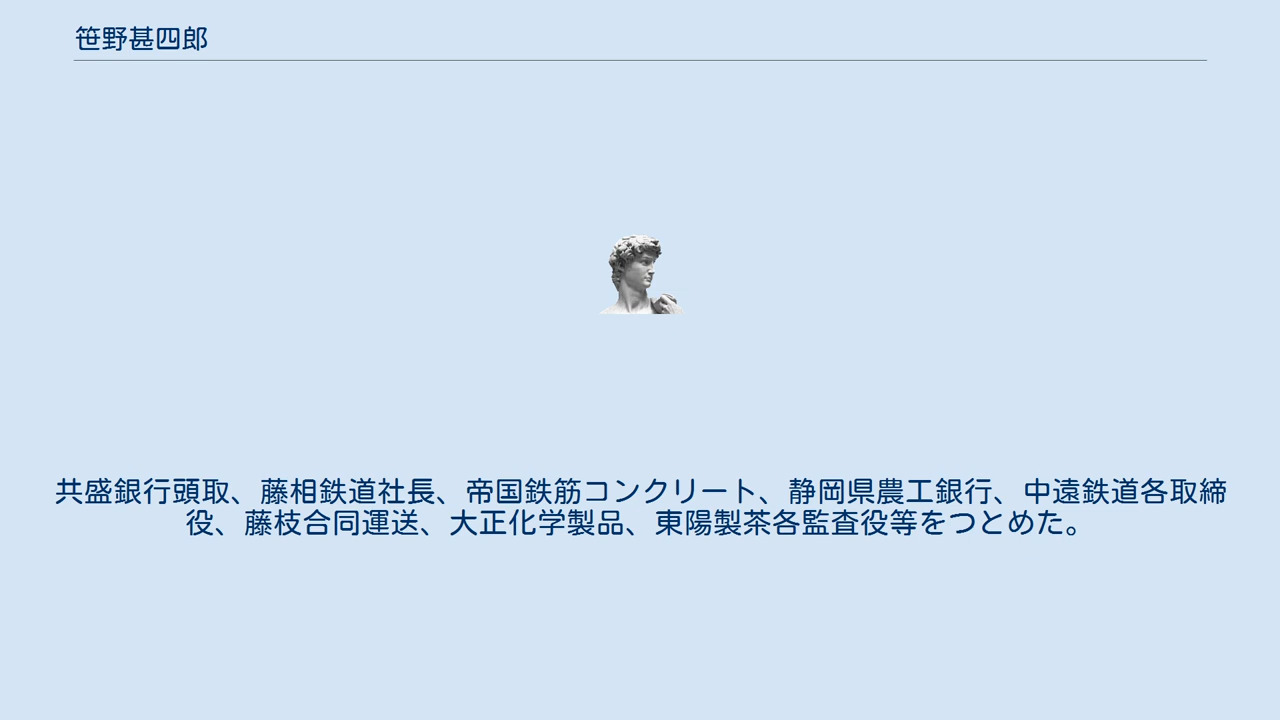 笹野甚四郎
共盛銀行頭取、藤相鉄道社長、帝国鉄筋コンクリート、静岡県農工銀行、中遠鉄道各取締
役、藤枝合同運送、大正化学製品、東陽製茶各監査役等をつとめた。